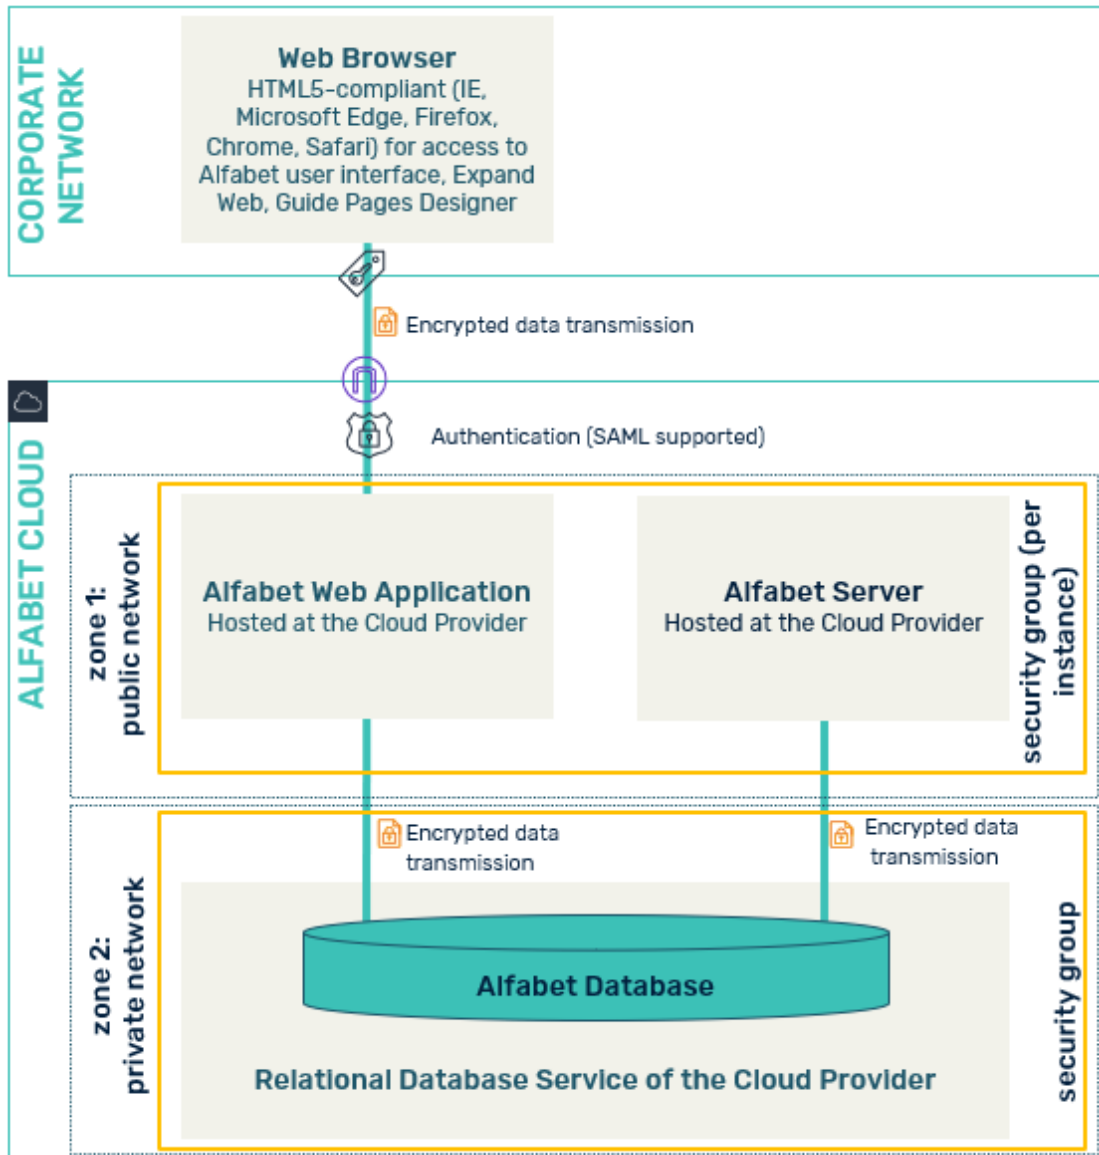 CORPORATE
NETWORK
Web Browser
HTML5-compliant (IE,
Microsoft Edge, Firefox,
Chrome, Safari) for access to
Alfabet user interface, Expand
Web, Guide Pages Designer
Encrypted data transmission
ALFABET CLOUD
Authentication (SAML supported)
zone 1:
public network
Alfabet Web Application
Hosted at the Cloud Provider
Alfabet Server
Hosted at the Cloud Provider
security group (per
instance)
zone 2:
private network
Encrypted data
transmission
Encrypted data
transmission
Alfabet Database
Relational Database Service of the Cloud Provider
security group